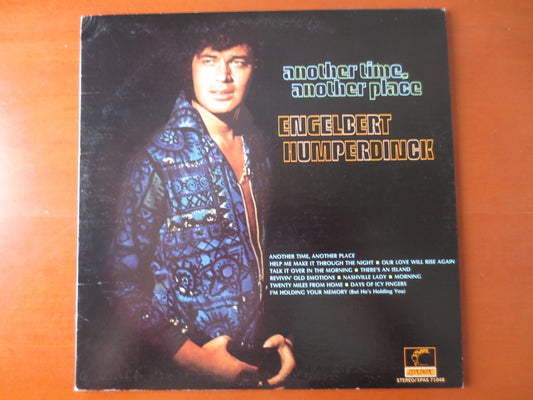 another time,
another place
ENGELBERT
HUMPERDINCK
ANOTHER TIME, ANOTHER PLACE
HELP ME MAKE IT THROUGH THE NIGHT ■ OUR LOVE WILL RISE AGAIN
TALK IT OVER IN THE MORNING ■ THERE'S AN ISLAND
REVIVIN' OLD EMOTIONS ■ NASHVILLE LADY ■ MORNING
TWENTY MILES FROM HOME ■ DAYS OF ICY FINGERS
I'M HOLDING YOUR MEMORY (But He's Holding You)
STEREO/XPAS 71048